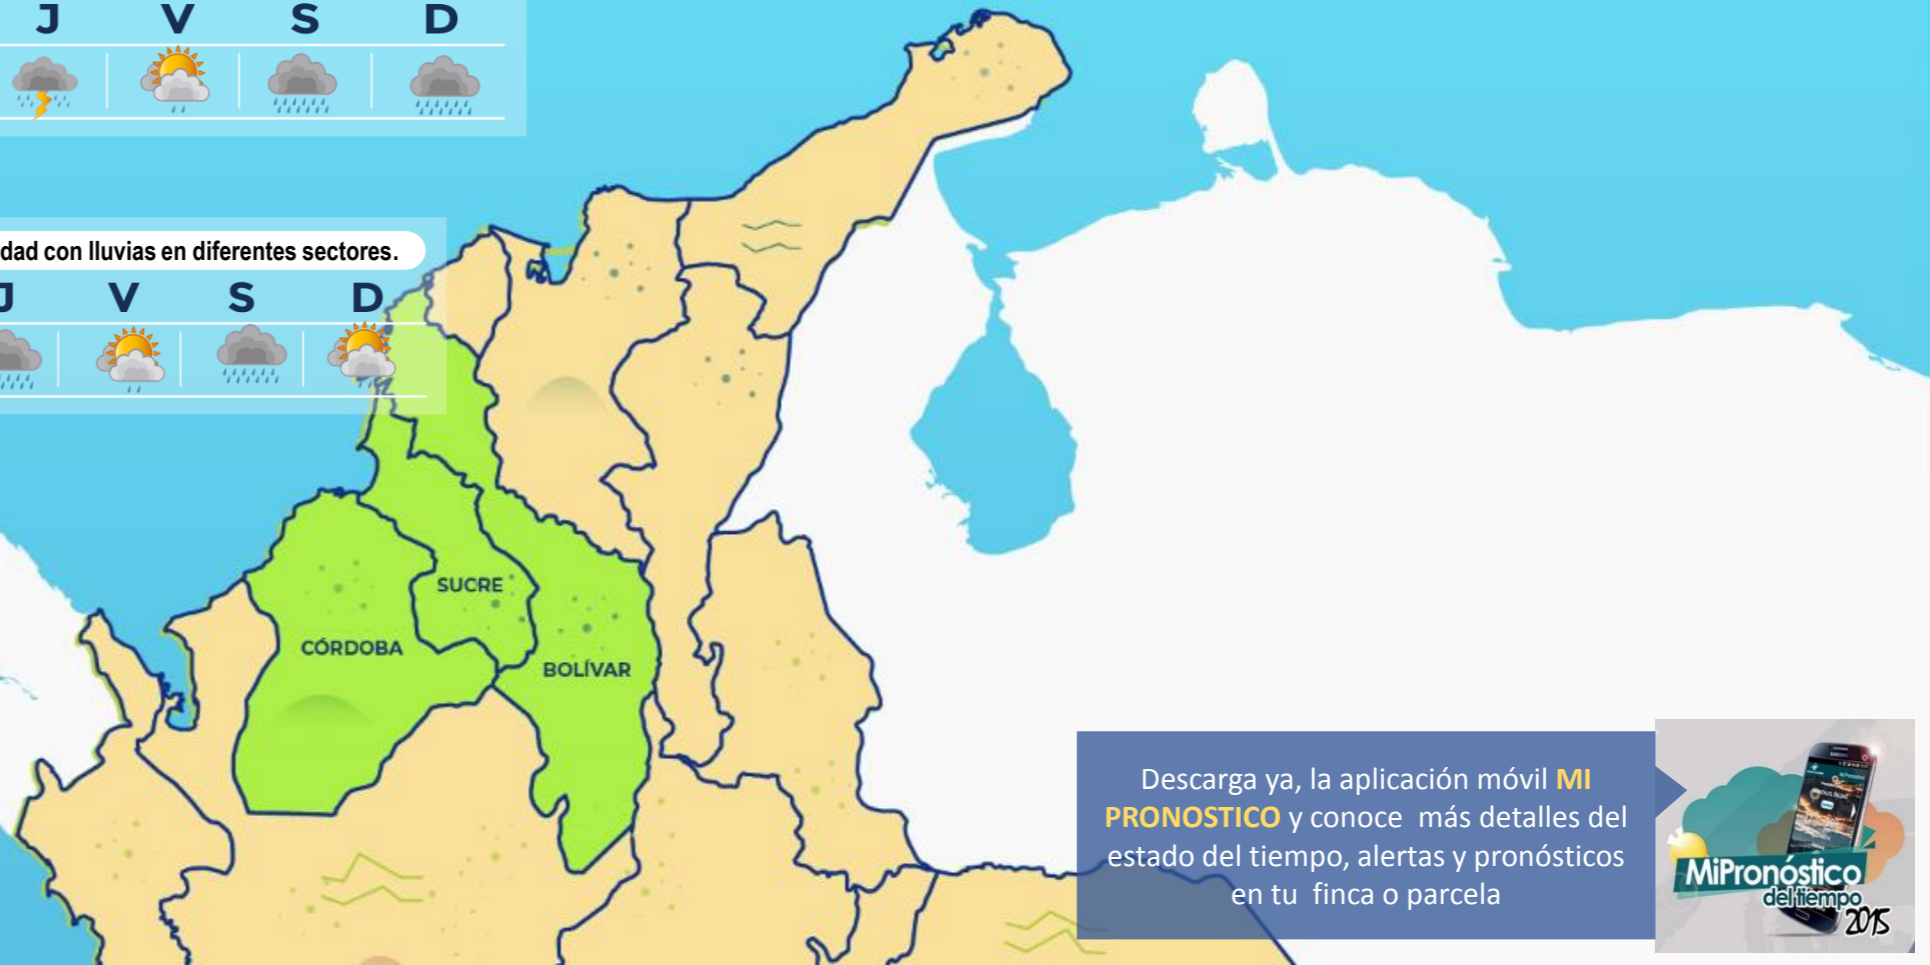 J V S D
dad con lluvias en diferentes sectores.
J V S D
SUCRE
CÓRDOBA
BOLÍVAR
Descarga ya, la aplicación móvil MI
PRONOSTICO y conoce más detalles del
estado del tiempo, alertas y pronósticos
en tu finca o parcela
MiPronóstico
del tiempo
2015